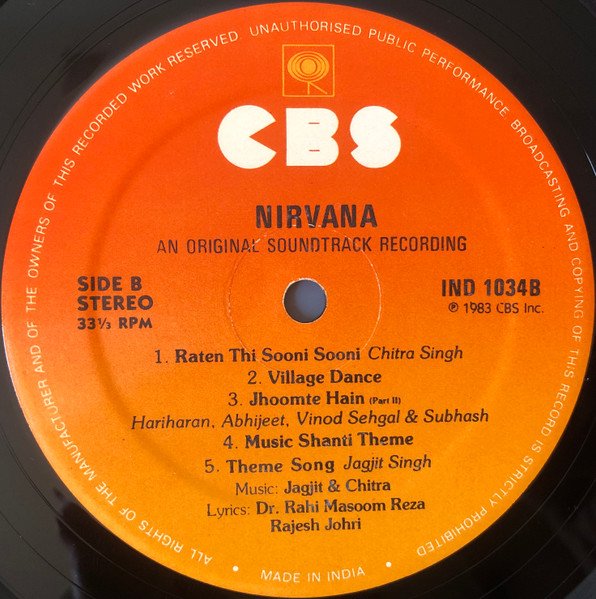 ALL RIGHTS OF THE MANUFACTURER AND OF THE OWNERS OF THIS RECORDED WORK RESERVED UNAUTHORISED PUBLIC PERFORMANCE BROADCASTING AND COPYING OF THIS RECORD IS STRICTLY PROHIBITED
CBS
NIRVANA
AN ORIGINAL SOUNDTRACK RECORDING
SIDE B
STEREO
33⅓ RPM
IND 1034B
℗ 1983 CBS Inc.
1. Raten Thi Sooni Sooni Chitra Singh
2. Village Dance
3. Jhoomte Hain (Part II)
Hariharan, Abhijeet, Vinod Sehgal & Subhash
4. Music Shanti Theme
5. Theme Song Jagjit Singh
Music: Jagjit & Chitra
Lyrics: Dr. Rahi Masoom Reza
Rajesh Johri
• MADE IN INDIA •